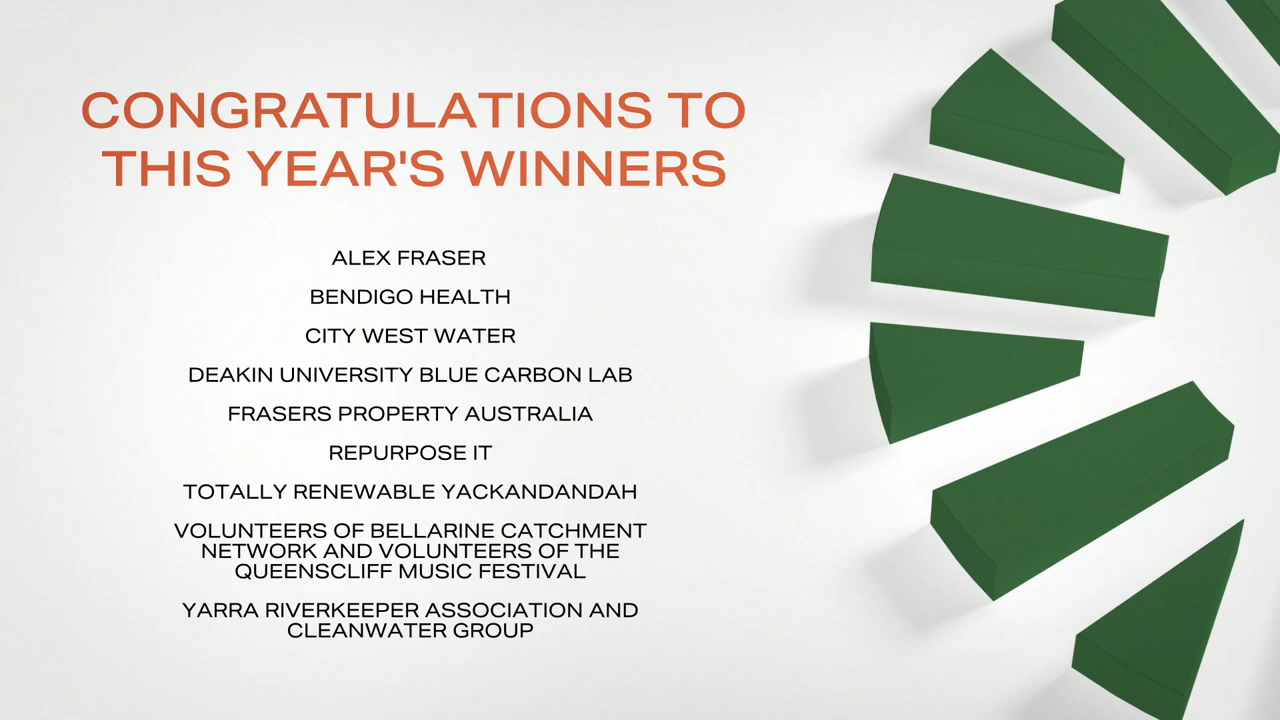 CONGRATULATIONS TO
THIS YEAR'S WINNERS
ALEX FRASER
BENDIGO HEALTH
CITY WEST WATER
DEAKIN UNIVERSITY BLUE CARBON LAB
FRASERS PROPERTY AUSTRALIA
REPURPOSE IT
TOTALLY RENEWABLE YACKANDANDAH
VOLUNTEERS OF BELLARINE CATCHMENT
NETWORK AND VOLUNTEERS OF THE
QUEENSCLIFF MUSIC FESTIVAL
YARRA RIVERKEEPER ASSOCIATION AND
CLEANWATER GROUP